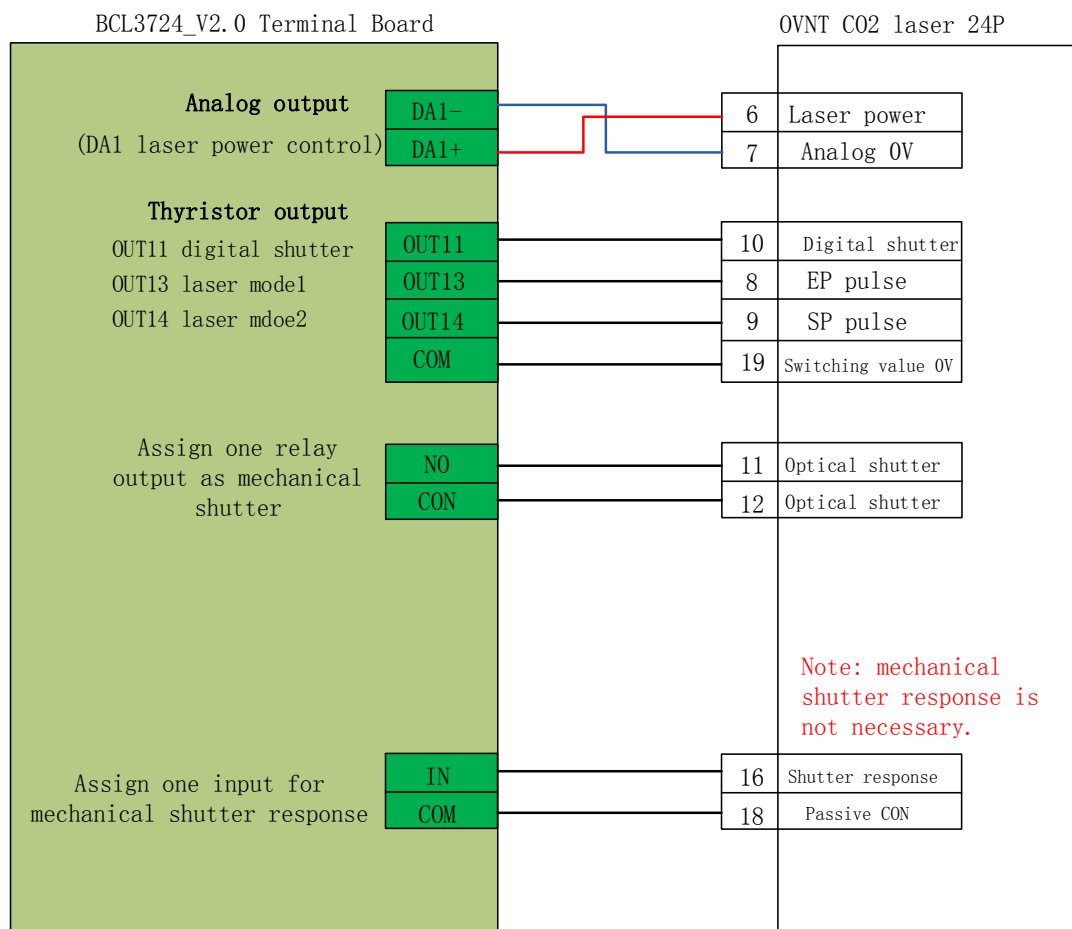 BCL3724_V2.0 Terminal Board
OVNT CO2 laser 24P
Analog output
(DA1 laser power control)
DA1-
DA1+
6 Laser power
7 Analog 0V
Thyristor output
OUT11 digital shutter
OUT13 laser mode1
OUT14 laser mdoe2
OUT11
OUT13
OUT14
COM
10 Digital shutter
8 EP pulse
9 SP pulse
19 Switching value 0V
Assign one relay
output as mechanical
shutter
NO
CON
11 Optical shutter
12 Optical shutter
Note: mechanical
shutter response is
not necessary.
Assign one input for
mechanical shutter response
IN
COM
16 Shutter response
18 Passive CON